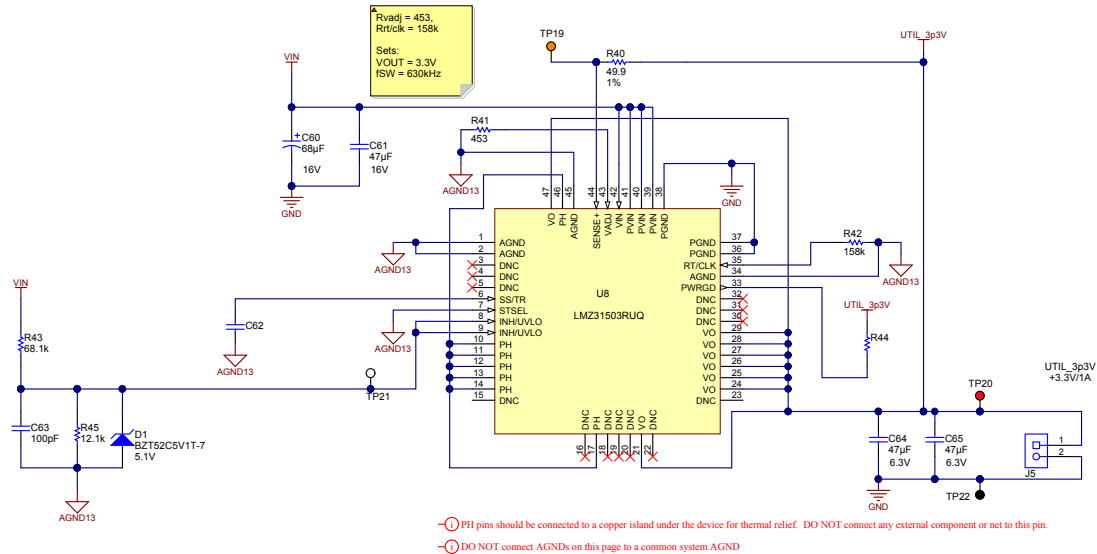 Rvadj = 453,
Rrt/clk = 158k
Sets:
VOUT = 3.3V
fSW = 630kHz
TP19
R40
49.9
1%
UTIL_3p3V
VIN
C60
68µF
16V
+
C61
47µF
16V
GND
R41
453
AGND13
GND
47
46
45
44
43
42
41
40
39
38
VO
PH
AGND
SENSE+
VADJ
VIN
PVIN
PVIN
PVIN
PGND
1 AGND
2 AGND
3 DNC
4 DNC
5 DNC
6 SS/TR
7 STSEL
8 INH/UVLO
9 INH/UVLO
10 PH
11 PH
12 PH
13 PH
14 PH
15 DNC
U8
LMZ31503RUQ
PGND 37
PGND 36
RT/CLK 35
AGND 34
PWRGD 33
DNC 32
DNC 31
DNC 30
VO 29
VO 28
VO 27
VO 26
VO 25
VO 24
DNC 23
DNC
PH
DNC
DNC
DNC
VO
DNC
16
17
18
19
20
21
22
AGND13
R42
158k
AGND13
VIN
C62
AGND13
AGND13
UTIL_3p3V
R44
R43
68.1k
TP21
C63
100pF
R45
12.1k
D1
BZT52C5V1T-7
5.1V
AGND13
UTIL_3p3V
+3.3V/1A
TP20
C64
47µF
6.3V
C65
47µF
6.3V
1
2
J5
GND
TP22
i PH pins should be connected to a copper island under the device for thermal relief. DO NOT connect any external component or net to this pin.
i DO NOT connect AGNDs on this page to a common system AGND